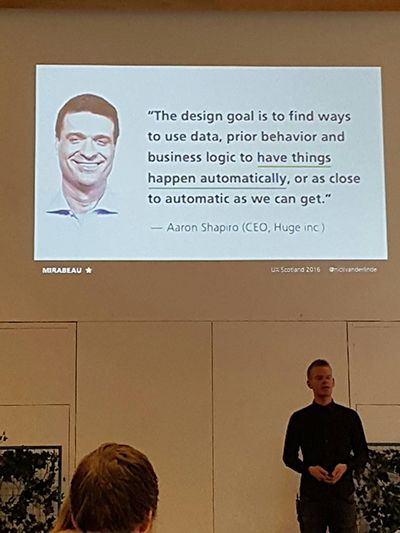 "The design goal is to find ways
to use data, prior behavior and
business logic to have things
happen automatically, or as close
to automatic as we can get."
— Aaron Shapiro (CEO, Huge inc.)
MIRABEAU
UX Scotland 2016 @nickvanderlinde